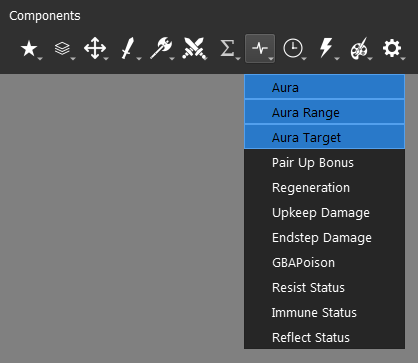 Components
Aura
Aura Range
Aura Target
Pair Up Bonus
Regeneration
Upkeep Damage
Endstep Damage
GBAPoison
Resist Status
Immune Status
Reflect Status